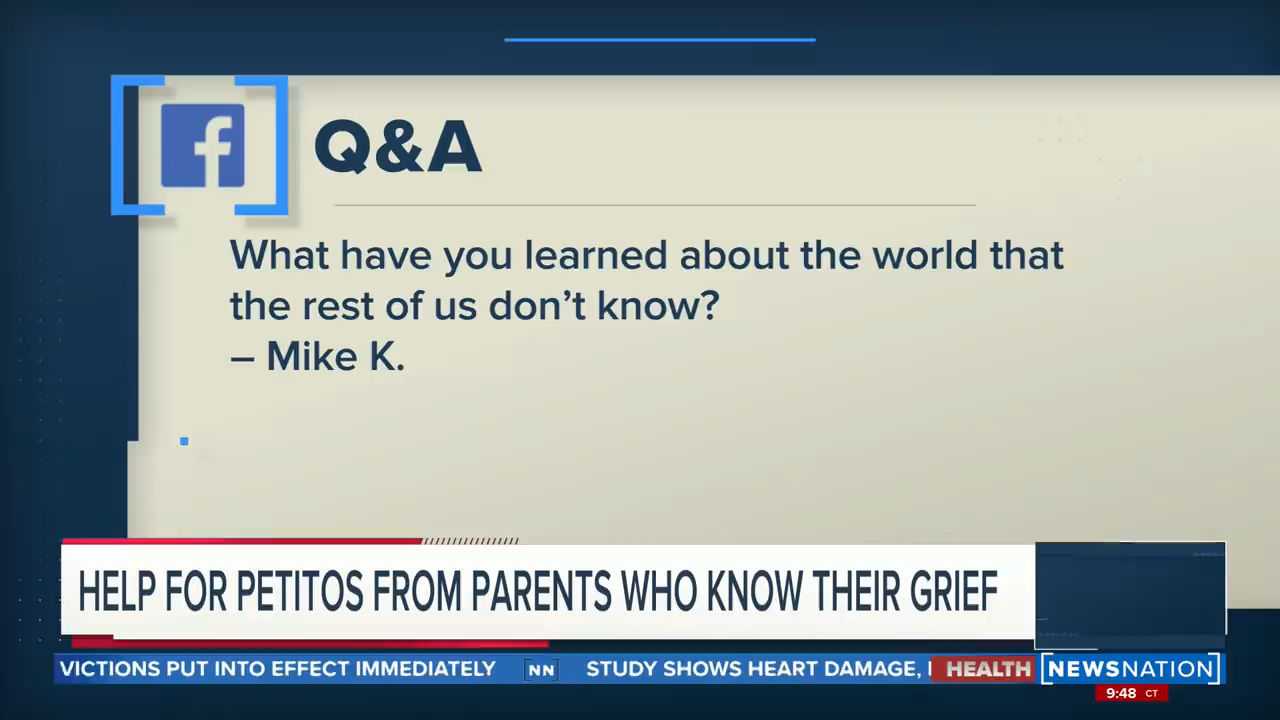 f
Q&A
What have you learned about the world that
the rest of us don't know?
– Mike K.
HELP FOR PETITOS FROM PARENTS WHO KNOW THEIR GRIEF
VICTIONS PUT INTO EFFECT IMMEDIATELY NN STUDY SHOWS HEART DAMAGE, HEALTH [NEWSNATION]
9:48 CT